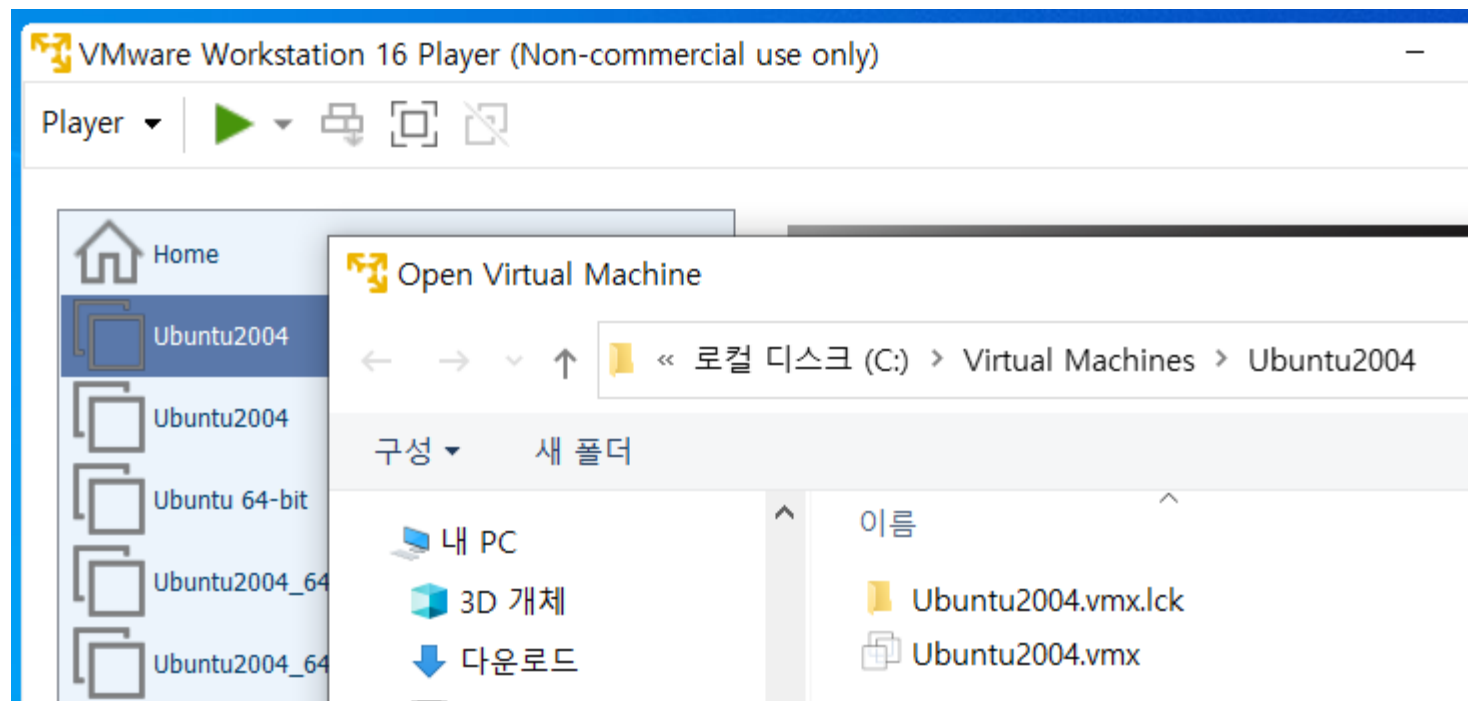 VMware Workstation 16 Player (Non-commercial use only)
Player
Home
Ubuntu2004
Ubuntu2004
Ubuntu 64-bit
Ubuntu2004_64
Ubuntu2004_64
Open Virtual Machine
« 로컬 디스크 (C:) > Virtual Machines > Ubuntu2004
구성 새 폴더
내 PC
3D 개체
다운로드
이름
Ubuntu2004.vmx.lck
Ubuntu2004.vmx